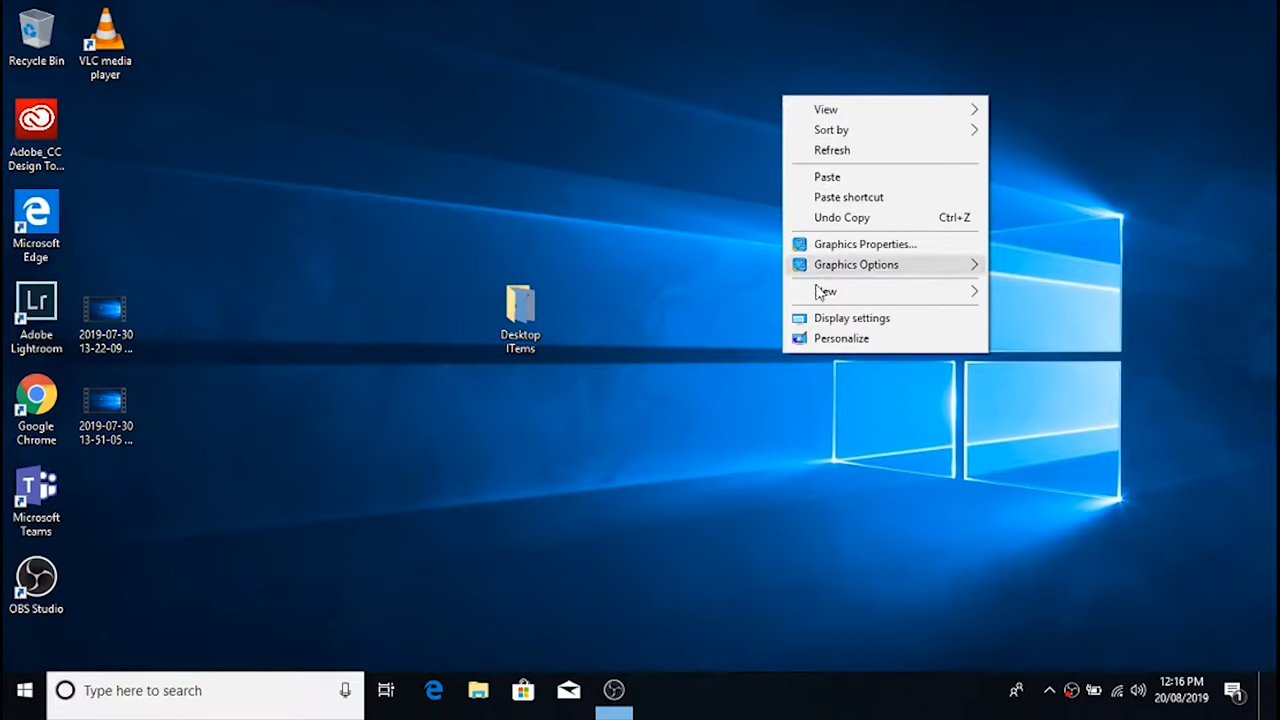 Recycle Bin
VLC media
player
Adobe_CC
Design To...
Microsoft
Edge
Lr
Adobe
Lightroom
2019-07-30
13-22-09 ...
Google
Chrome
2019-07-30
13-51-05 ...
T
Microsoft
Teams
OBS Studio
Desktop
ITems
View
Sort by
Refresh
Paste
Paste shortcut
Undo Copy Ctrl+Z
Graphics Properties...
Graphics Options
Display settings
Personalize
Type here to search
12:16 PM
20/08/2019
1